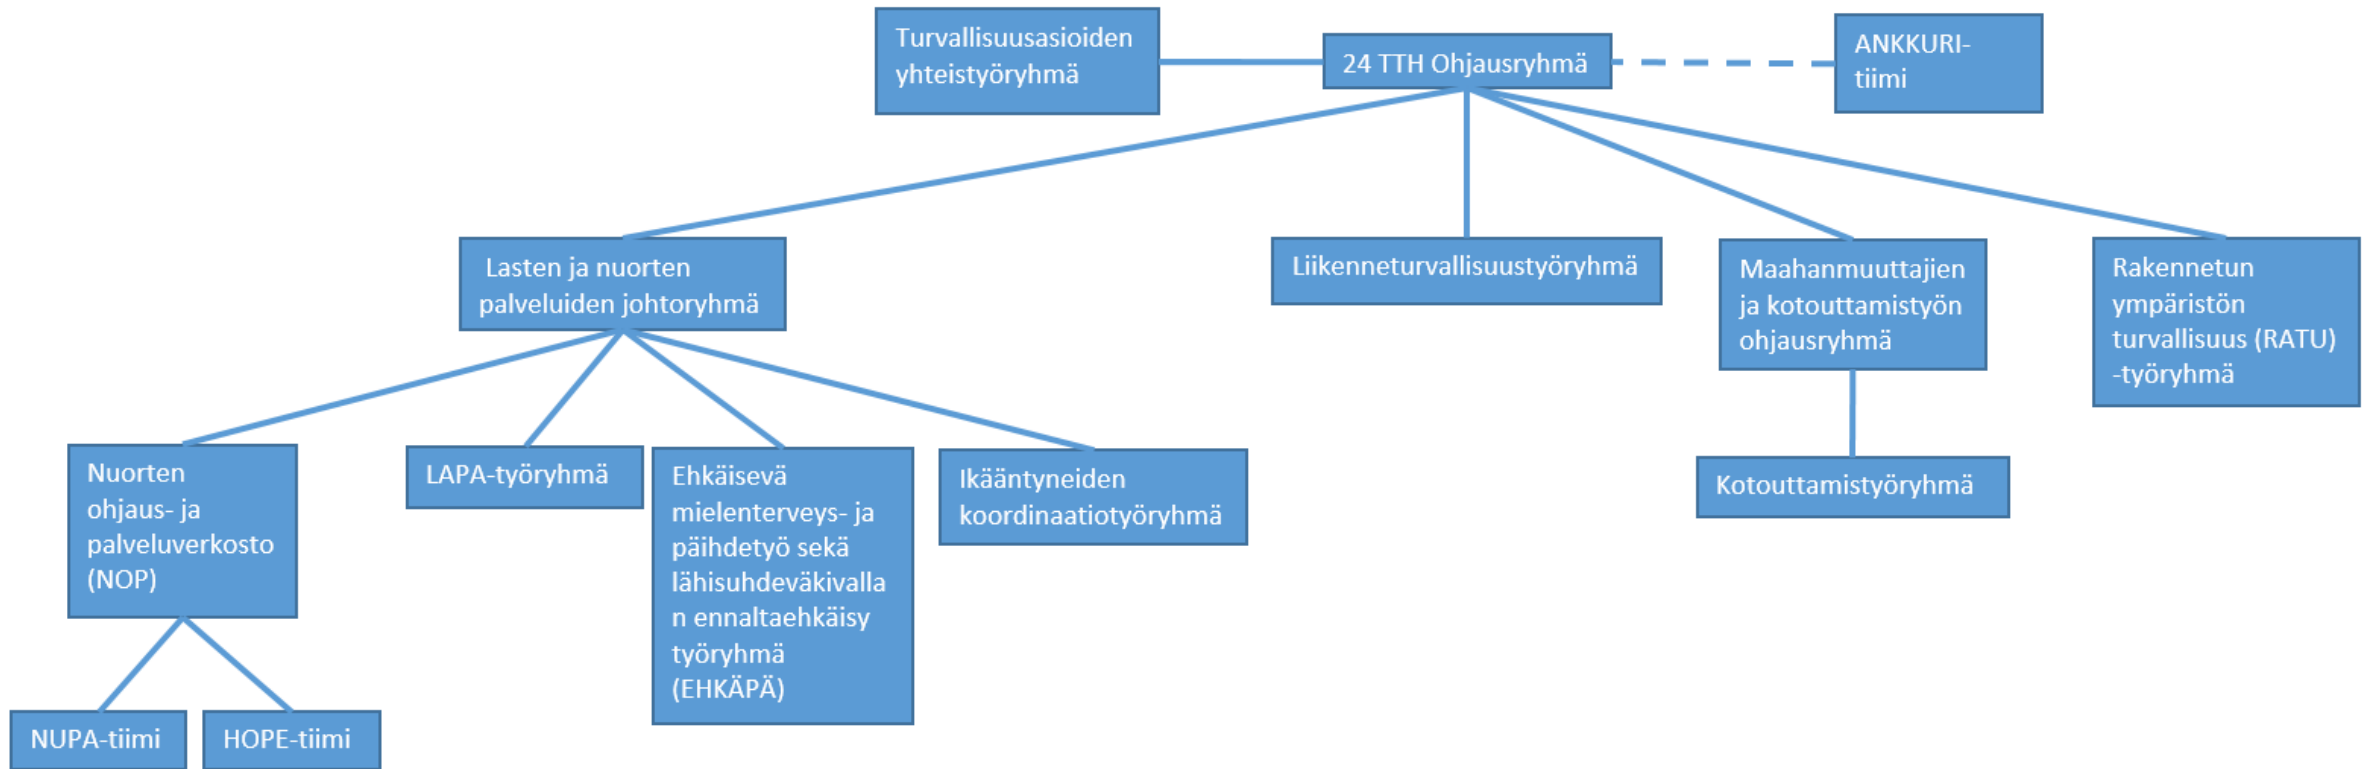 Turvallisuusasioiden
yhteistyöryhmä
24 TTH Ohjausryhmä
ANKKURI-
tiimi
Lasten ja nuorten
palveluiden johtoryhmä
Liikenneturvallisuustyöryhmä
Maahanmuuttajien
ja kotouttamistyön
ohjausryhmä
Rakennetun
ympäristön
turvallisuus (RATU)
-työryhmä
Nuorten
ohjaus- ja
palveluverkosto
(NOP)
LAPA-työryhmä
Ehkäisevä
mielenterveys- ja
päihdetyö sekä
lähisuhdeväkivalla
n ennaltaehkäisy
työryhmä
(EHKÄPÄ)
Ikääntyneiden
koordinaatiotyöryhmä
Kotouttamistyöryhmä
NUPA-tiimi
HOPE-tiimi